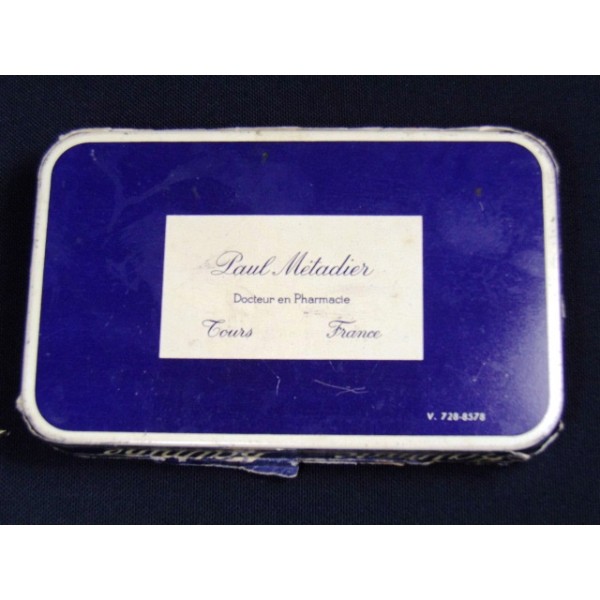 Paul Métadier
Docteur en Pharmacie
Tours France
V. 728-8578